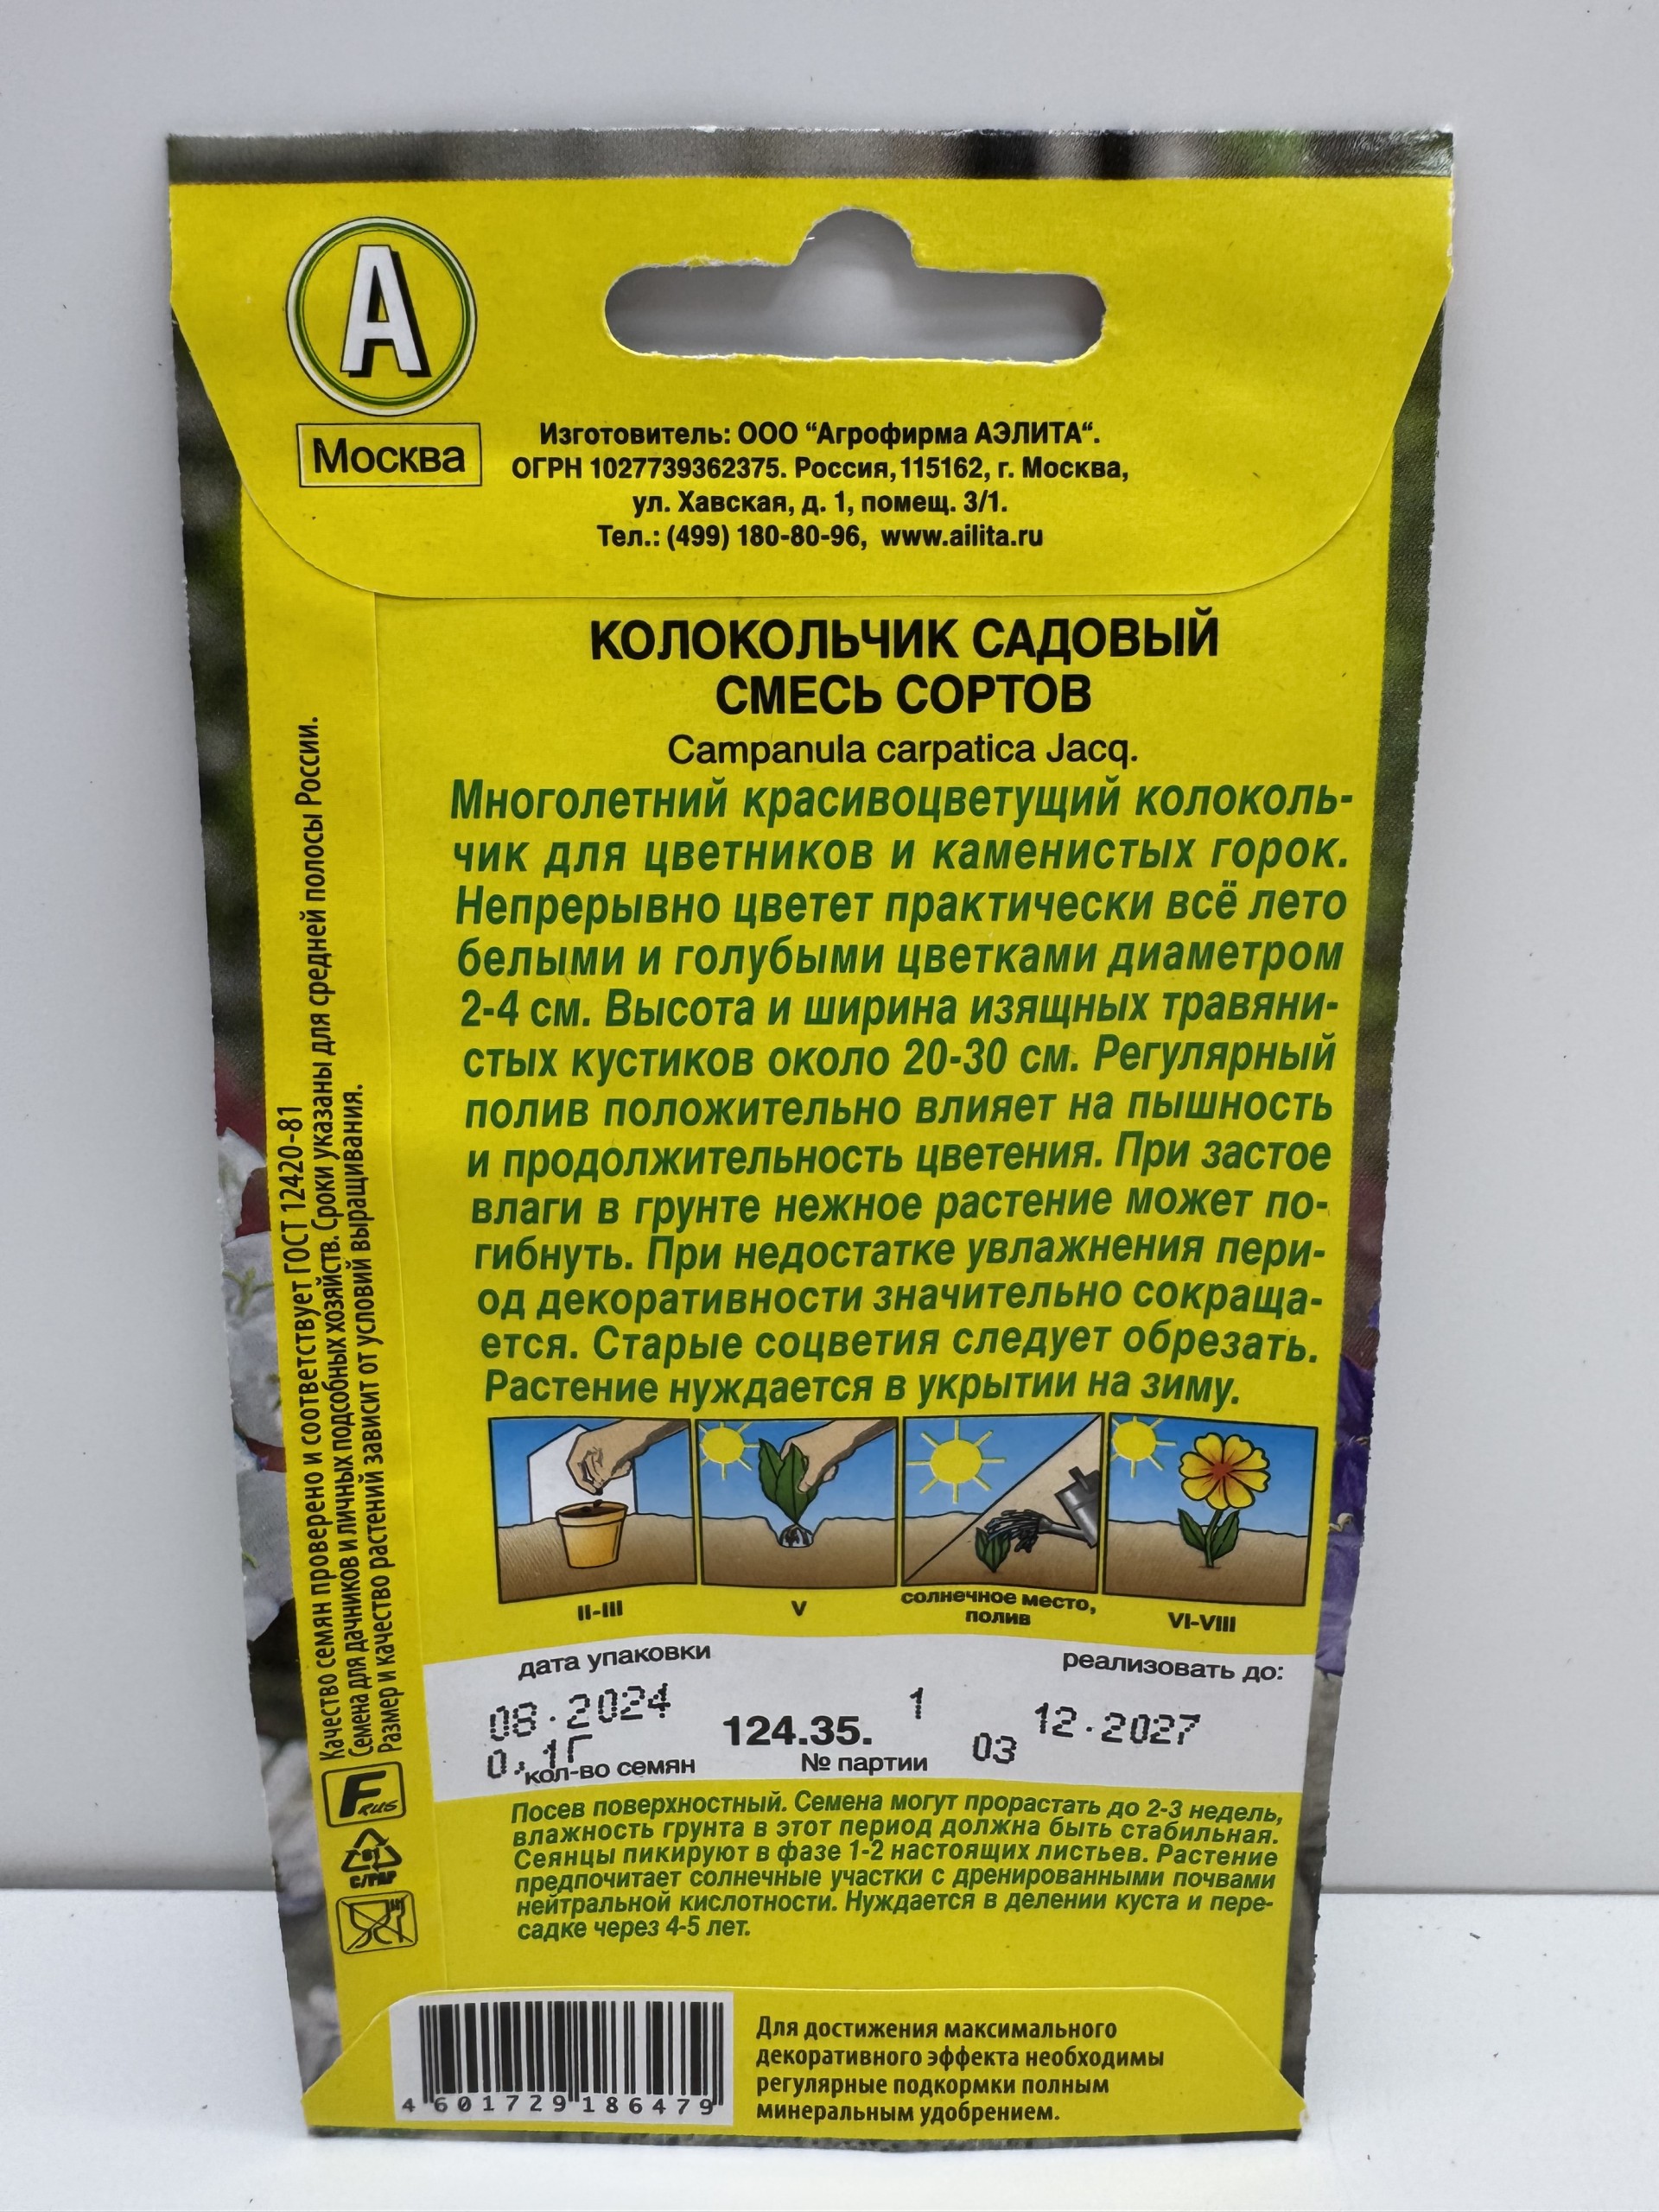 А
Москва
Изготовитель: ООО “Агрофирма АЭЛИТА“.
ОГРН 1027739362375. Россия, 115162, г. Москва,
ул. Хавская, д. 1, помещ. 3/1.
Тел.: (499) 180-80-96, www.ailita.ru
КОЛОКОЛЬЧИК САДОВЫЙ
СМЕСЬ СОРТОВ
Campanula carpatica Jacq.
Многолетний красивоцветущий колоколь-
чик для цветников и каменистых горок.
Непрерывно цветет практически всё лето
белыми и голубыми цветками диаметром
2-4 см. Высота и ширина изящных травяни-
стых кустиков около 20-30 см. Регулярный
полив положительно влияет на пышность
и продолжительность цветения. При застое
влаги в грунте нежное растение может по-
гибнуть. При недостатке увлажнения пери-
од декоративности значительно сокраща-
ется. Старые соцветия следует обрезать.
Растение нуждается в укрытии на зиму.
II-III
V
солнечное место,
полив
VI-VIII
дата упаковки
реализовать до:
08.2024
124.35.
1
03
12.2027
0,1Г
кол-во семян
№ партии
Посев поверхностный. Семена могут прорастать до 2-3 недель,
влажность грунта в этот период должна быть стабильная.
Сеянцы пикируют в фазе 1-2 настоящих листьев. Растение
предпочитает солнечные участки с дренированными почвами
нейтральной кислотности. Нуждается в делении куста и пере-
садке через 4-5 лет.
Качество семян проверено и соответствует ГОСТ 12420-81
Семена для дачников и личных подсобных хозяйств. Сроки указаны для средней полосы России.
Размер и качество растений зависит от условий выращивания.
F RUS
81
C/PAP
4 601729 186479
Для достижения максимального
декоративного эффекта необходимы
регулярные подкормки полным
минеральным удобрением.